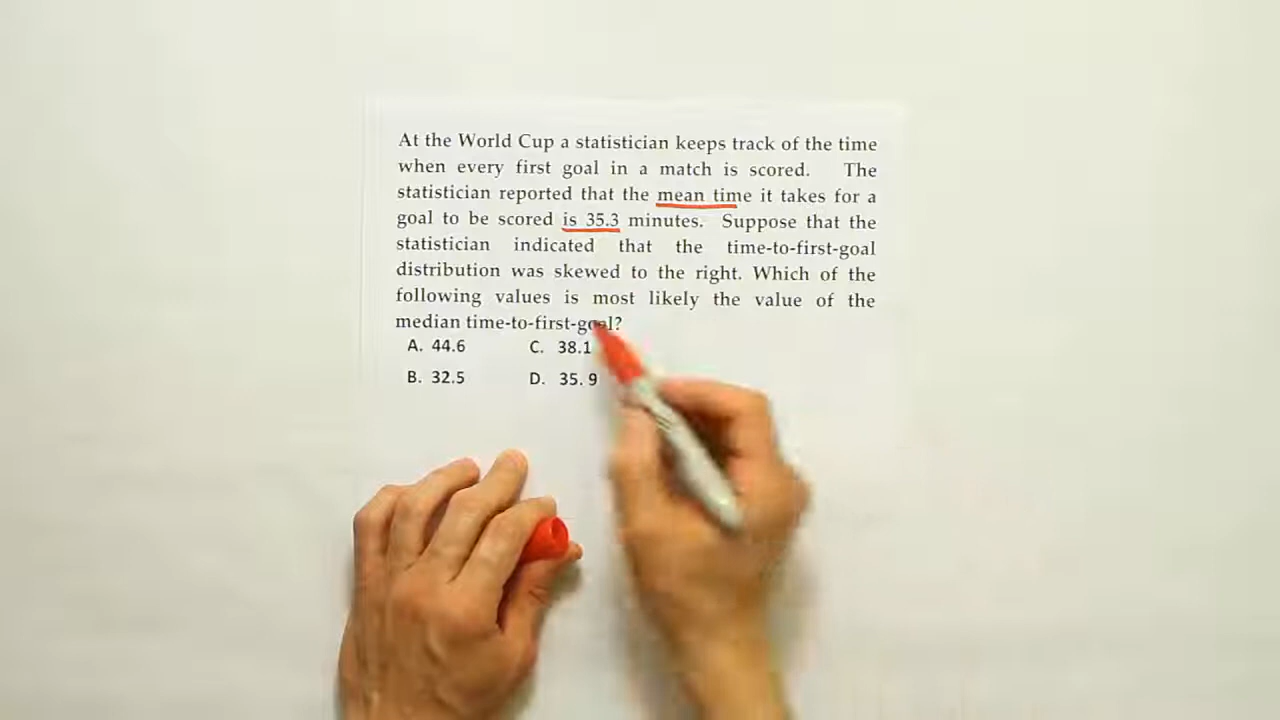 At the World Cup a statistician keeps track of the time
when every first goal in a match is scored. The
statistician reported that the mean time it takes for a
goal to be scored is 35.3 minutes. Suppose that the
statistician indicated that the time-to-first-goal
distribution was skewed to the right. Which of the
following values is most likely the value of the
median time-to-first-goal?
A. 44.6 C. 38.1
B. 32.5 D. 35. 9